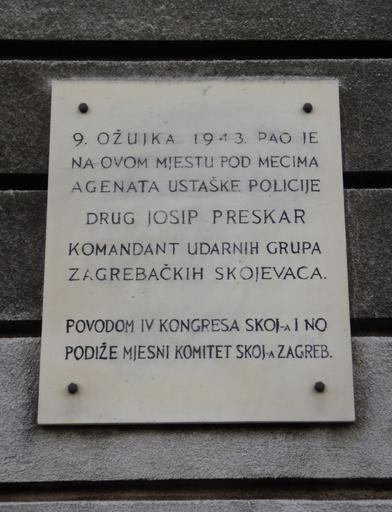 9. OŽUJKA 1943. PAO JE
NA OVOM MJESTU POD MECIMA
AGENATA USTAŠKE POLICIJE
DRUG JOSIP PRESKAR
KOMANDANT UDARNIH GRUPA
ZAGREBAČKIH SKOJEVACA.
POVODOM IV KONGRESA SKOJ-a I NO
PODIŽE MJESNI KOMITET SKOJ-a ZAGREB.